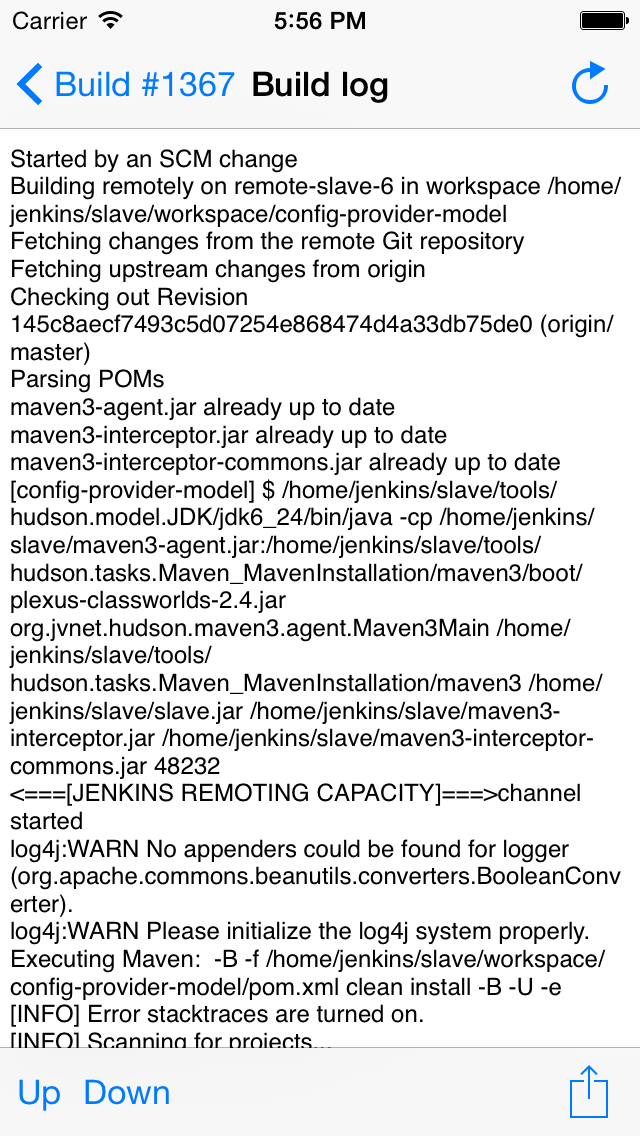 Carrier 5:56 PM
Build #1367 Build log
Started by an SCM change
Building remotely on remote-slave-6 in workspace /home/
jenkins/slave/workspace/config-provider-model
Fetching changes from the remote Git repository
Fetching upstream changes from origin
Checking out Revision
145c8aecf7493c5d07254e868474d4a33db75de0 (origin/
master)
Parsing POMs
maven3-agent.jar already up to date
maven3-interceptor.jar already up to date
maven3-interceptor-commons.jar already up to date
[config-provider-model] $ /home/jenkins/slave/tools/
hudson.model.JDK/jdk6_24/bin/java -cp /home/jenkins/
slave/maven3-agent.jar:/home/jenkins/slave/tools/
hudson.tasks.Maven_MavenInstallation/maven3/boot/
plexus-classworlds-2.4.jar
org.jvnet.hudson.maven3.agent.Maven3Main /home/
jenkins/slave/tools/
hudson.tasks.Maven_MavenInstallation/maven3 /home/
jenkins/slave/slave.jar /home/jenkins/slave/maven3-
interceptor.jar /home/jenkins/slave/maven3-interceptor-
commons.jar 48232
<===[JENKINS REMOTING CAPACITY]===>channel
started
log4j:WARN No appenders could be found for logger
(org.apache.commons.beanutils.converters.BooleanConv
erter).
log4j:WARN Please initialize the log4j system properly.
Executing Maven:  -B -f /home/jenkins/slave/workspace/
config-provider-model/pom.xml clean install -B -U -e
[INFO] Error stacktraces are turned on.
[INFO] Scanning for projects...
Up Down